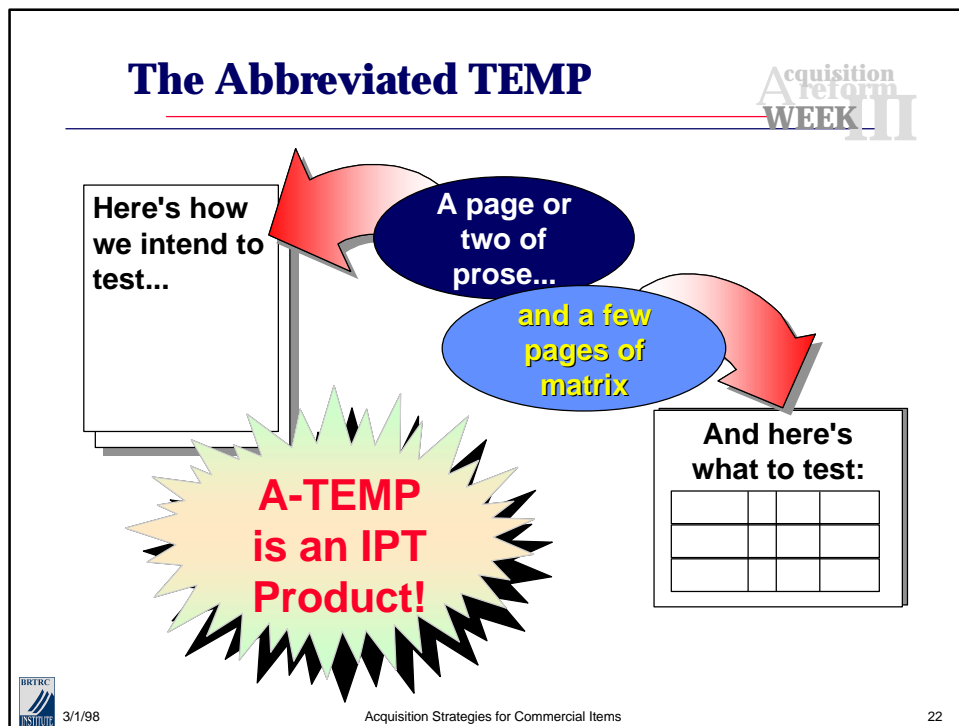 The Abbreviated TEMP
Acquisition
reform
WEEK III
Here's how
we intend to
test...
A page or
two of
prose...
and a few
pages of
matrix
And here's
what to test:
A-TEMP
is an IPT
Product!
BRTRC
INSTITUTE
3/1/98
Acquisition Strategies for Commercial Items
22